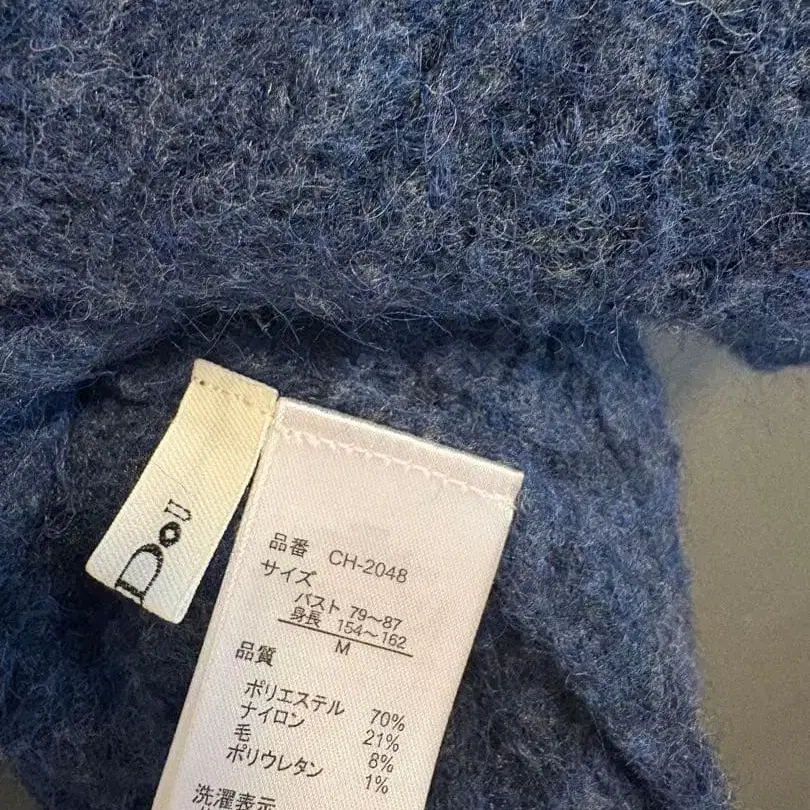 DoU
品番 CH-2048
サイズ
バスト 79〜87
身長 154〜162
M
品質
ポリエステル 70%
ナイロン 21%
毛 8%
ポリウレタン 1%
洗濯表示